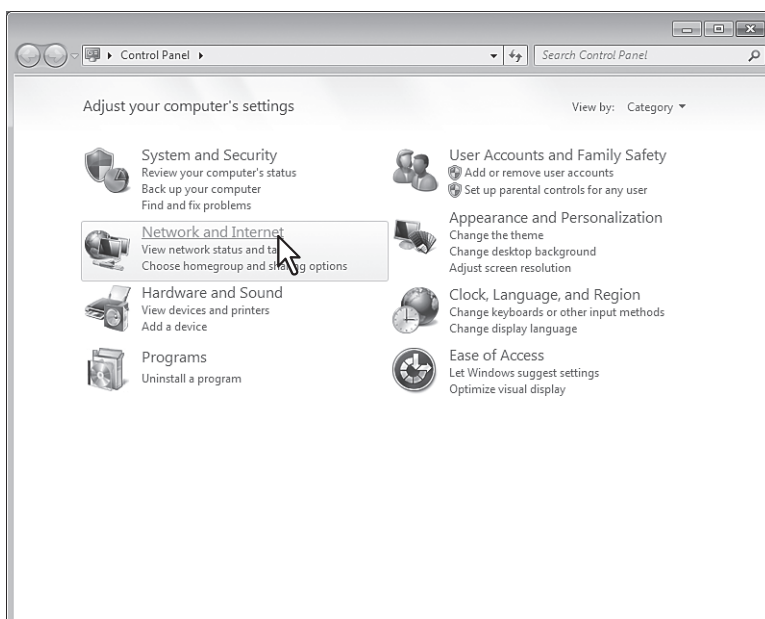 Control Panel
Search Control Panel
Adjust your computer's settings
View by: Category
System and Security
Review your computer's status
Back up your computer
Find and fix problems
Network and Internet
View network status and
Choose homegroup and options
Hardware and Sound
View devices and printers
Add a device
Programs
Uninstall a program
User Accounts and Family Safety
Add or remove user accounts
Set up parental controls for any user
Appearance and Personalization
Change the theme
Change desktop background
Adjust screen resolution
Clock, Language, and Region
Change keyboards or other input methods
Change display language
Ease of Access
Let Windows suggest settings
Optimize visual display